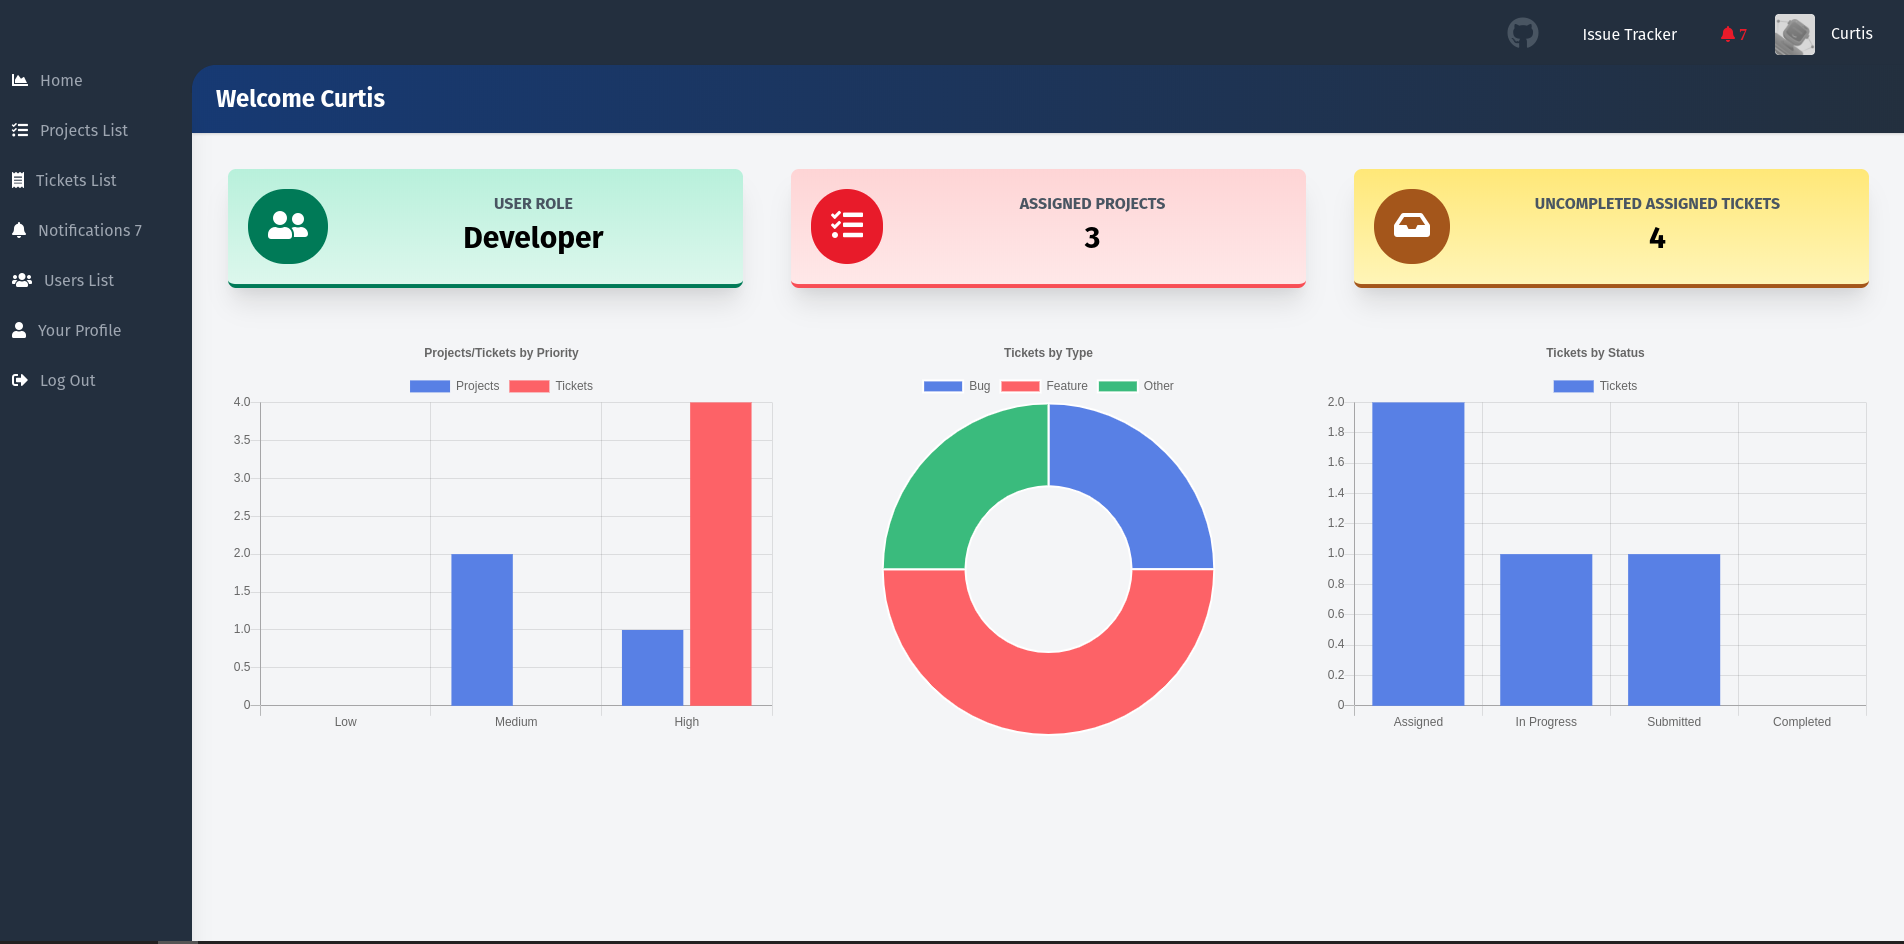 Issue Tracker
7
Curtis
Home
Projects List
Tickets List
Notifications 7
Users List
Your Profile
Log Out
Welcome Curtis
USER ROLE
Developer
ASSIGNED PROJECTS
3
UNCOMPLETED ASSIGNED TICKETS
4
Projects/Tickets by Priority
Projects Tickets
4.0
3.5
3.0
2.5
2.0
1.5
1.0
0.5
0
Low Medium High
Tickets by Type
Bug Feature Other
Tickets by Status
Tickets
2.0
1.8
1.6
1.4
1.2
1.0
0.8
0.6
0.4
0.2
0
Assigned In Progress Submitted Completed